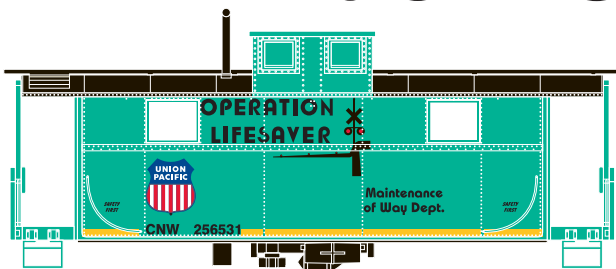 OPERATION
LIFESAVER
UNION
PACIFIC
Maintenance
of Way Dept.
SAFETY
FIRST
SAFETY
FIRST
CNW 256531